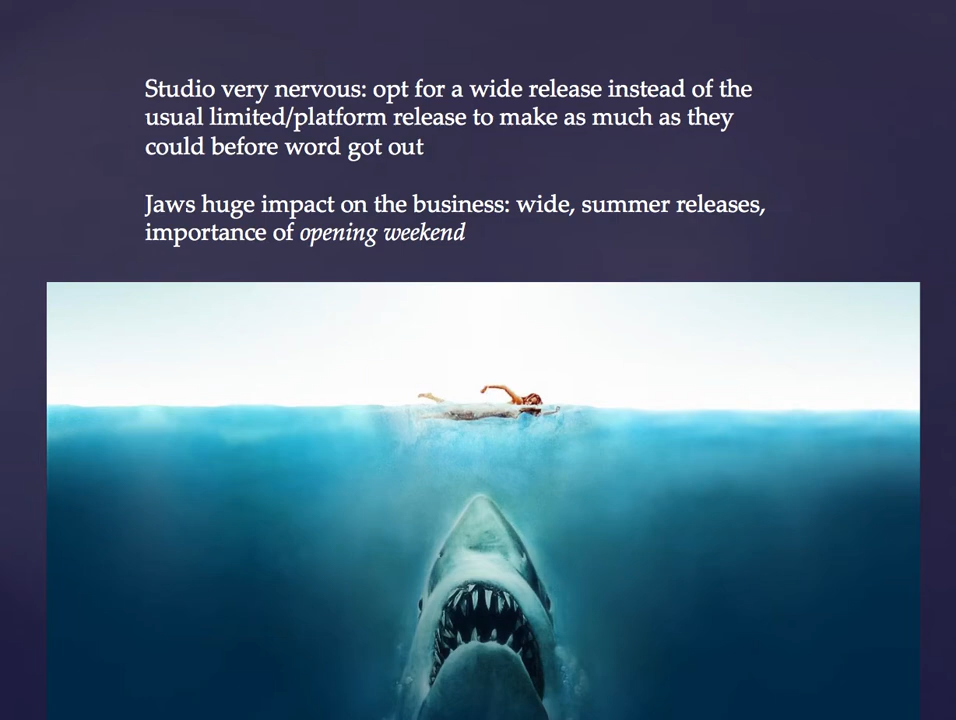 Studio very nervous: opt for a wide release instead of the
usual limited/platform release to make as much as they
could before word got out
Jaws huge impact on the business: wide, summer releases,
importance of opening weekend